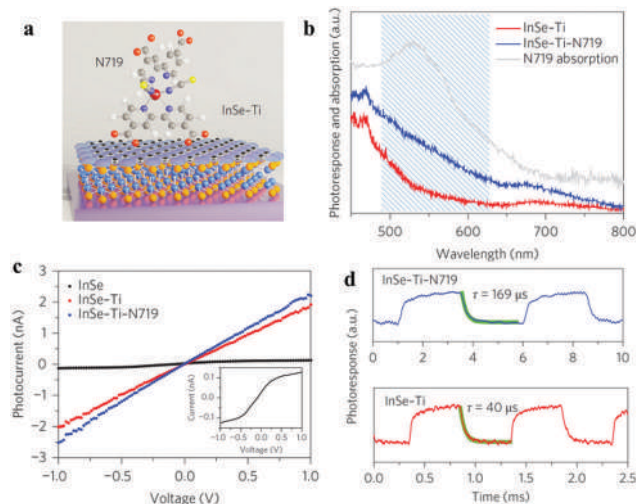 a
N719
InSe-Ti
b
Photoresponse and absorption
InSe-Ti
InSe-Ti-N719
N719 absorption
500 600 700 800
Wavelength (nm)
c
Photocurrent (nA)
3
2
1
0
-1
-2
-3
InSe
InSe-Ti
InSe-Ti-N719
Current (nA)
0.1
0.0
-0.1
-1.0 -0.5 0.0 0.5 1.0
Voltage (V)
-1.0 -0.5 0.0 0.5 1.0
Voltage (V)
d
Photoresponse (a.u.)
InSe-Ti-N719
τ = 169 μs
0 2 4 6 8 10
InSe-Ti
τ = 40 μs
0 0.5 1.0 1.5 2.0 2.5
Time (ms)